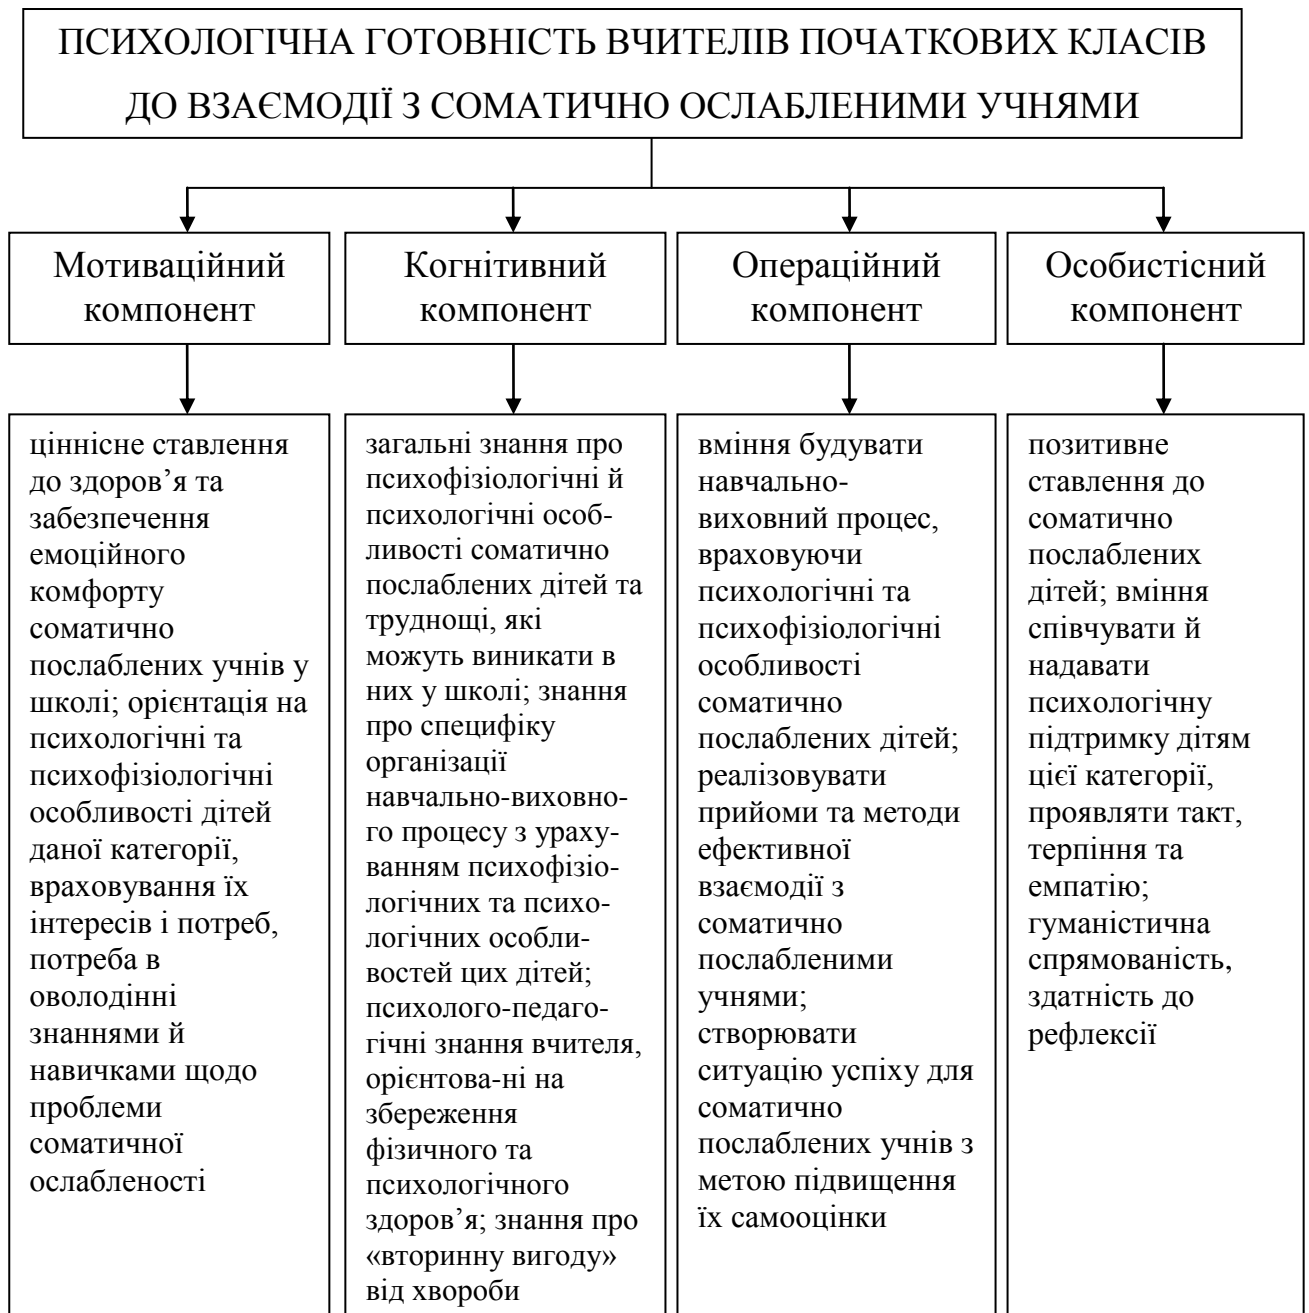 ПСИХОЛОГІЧНА ГОТОВНІСТЬ ВЧИТЕЛІВ ПОЧАТКОВИХ КЛАСІВ
ДО ВЗАЄМОДІЇ З СОМАТИЧНО ОСЛАБЛЕНИМИ УЧНЯМИ
Мотиваційний
компонент
Когнітивний
компонент
Операційний
компонент
Особистісний
компонент
ціннісне ставлення
до здоров’я та
забезпечення
емоційного
комфорту
соматично
послаблених учнів у
школі; орієнтація на
психологічні та
психофізіологічні
особливості дітей
даної категорії,
враховування їх
інтересів і потреб,
потреба в
оволодінні
знаннями й
навичками щодо
проблеми
соматичної
ослабленості
загальні знання про
психофізіологічні й
психологічні особ-
ливості соматично
послаблених дітей та
труднощі, які
можуть виникати в
них у школі; знання
про специфіку
організації
навчально-виховно-
го процесу з ураху-
ванням психофізіо-
логічних та психо-
логічних особли-
востей цих дітей;
психолого-педаго-
гічні знання вчителя,
орієнтова-ні на
збереження
фізичного та
психологічного
здоров’я; знання про
«вторинну вигоду»
від хвороби
вміння будувати
навчально-
виховний процес,
враховуючи
психологічні та
психофізіологічні
особливості
соматично
послаблених дітей;
реалізовувати
прийоми та методи
ефективної
взаємодії з
соматично
послабленими
учнями;
створювати
ситуацію успіху для
соматично
послаблених учнів з
метою підвищення
їх самооцінки
позитивне
ставлення до
соматично
послаблених
дітей; вміння
співчувати й
надавати
психологічну
підтримку дітям
цієї категорії,
проявляти такт,
терпіння та
емпатію;
гуманістична
спрямованість,
здатність до
рефлексії